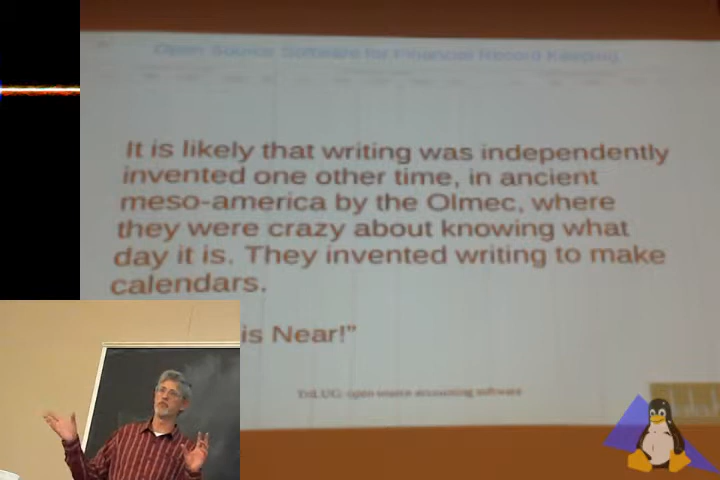 Open Source Software for Financial Record Keeping
It is likely that writing was independently
invented one other time, in ancient
meso-america by the Olmec, where
they were crazy about knowing what
day it is. They invented writing to make
calendars.
is Near!”
TriLUG open source accounting software